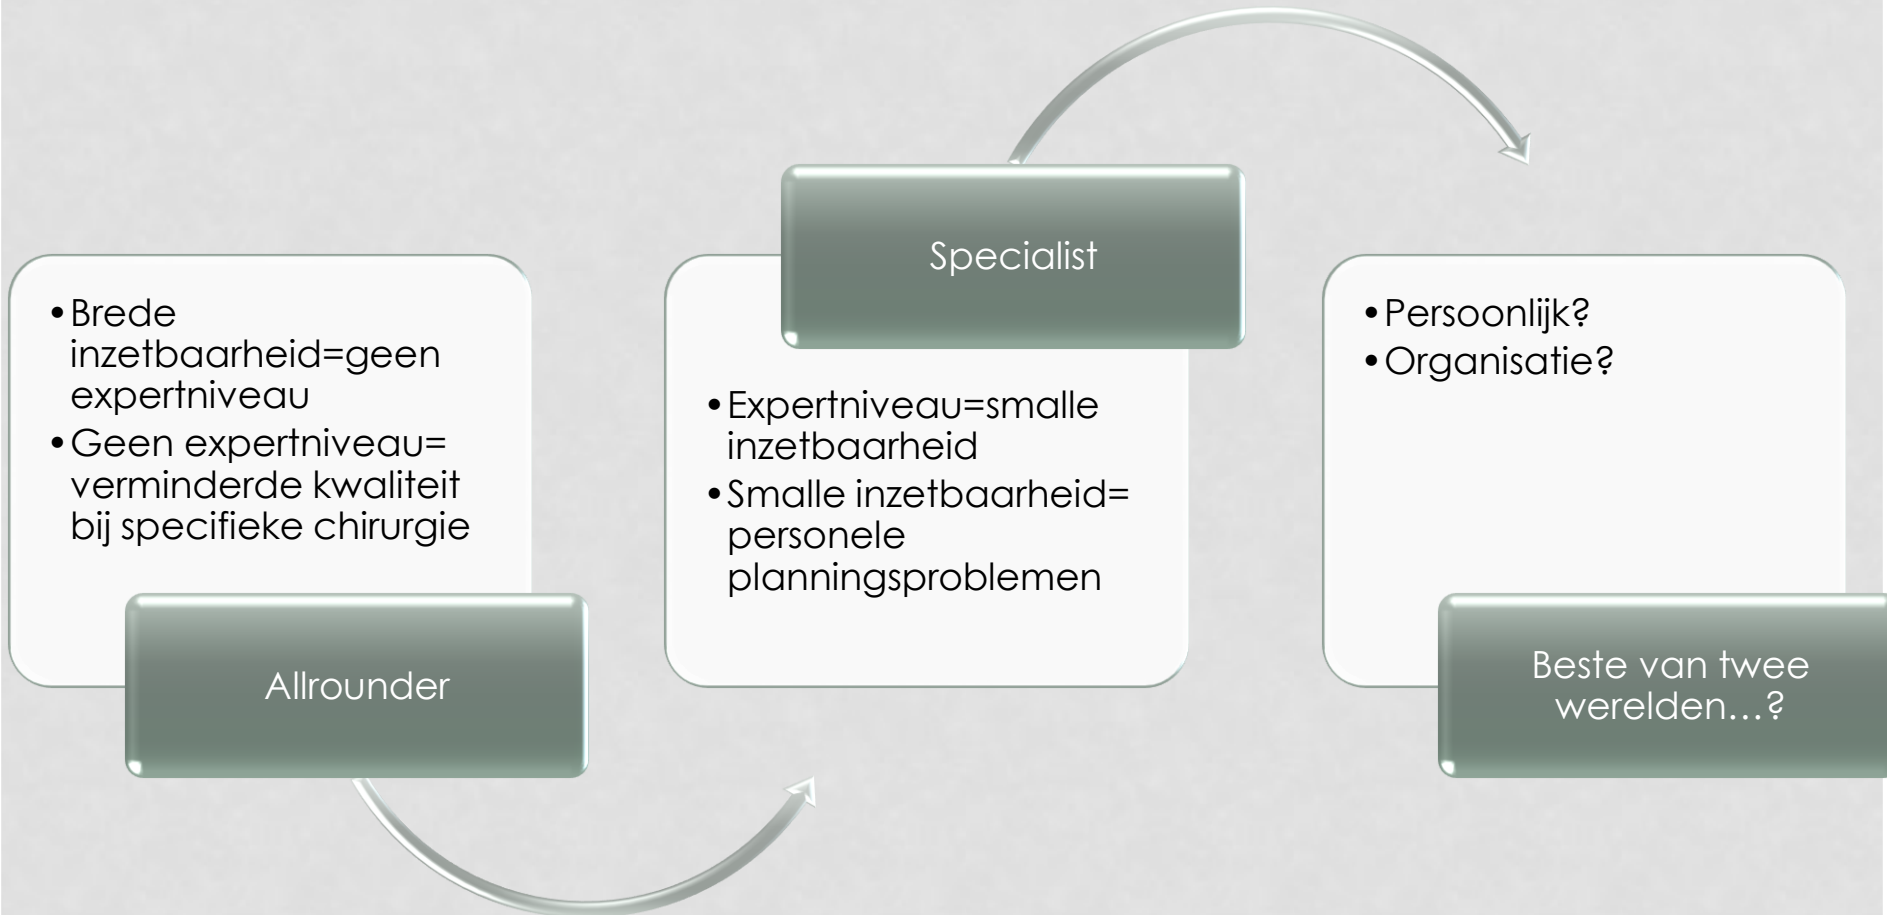 •Brede
inzetbaarheid=geen
expertniveau
•Geen expertniveau=
verminderde kwaliteit
bij specifieke chirurgie
Allrounder
Specialist
•Expertniveau=smalle
inzetbaarheid
•Smalle inzetbaarheid=
personele
planningsproblemen
•Persoonlijk?
•Organisatie?
Beste van twee
werelden...?